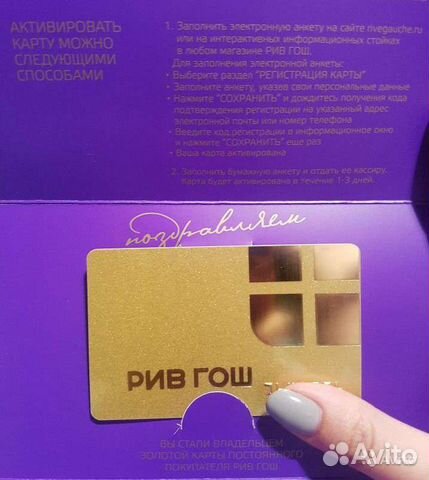 АКТИВИРОВАТЬ
КАРТУ МОЖНО
СЛЕДУЮЩИМИ
СПОСОБАМИ
1. Заполнить электронную анкету на сайте rivegauche.ru
или на интерактивных информационных стойках
в любом магазине РИВ ГОШ.
Для заполнения электронной анкеты:
• Выберите раздел "РЕГИСТРАЦИЯ КАРТЫ"
• Заполните анкету, указав свои персональные данные
• Нажмите "СОХРАНИТЬ" и дождитесь получения кода
подтверждения регистрации на указанный адрес
электронной почты или номер телефона
• Введите код регистрации в информационное окно
и нажмите "СОХРАНИТЬ" еще раз
• Ваша карта активирована
2. Заполнить бумажную анкету и отдать ее кассиру.
Карта будет активирована в течение 1-3 дней.
поздравляем
РИВ ГОШ
ВЫ СТАЛИ ВЛАДЕЛЬЦЕМ
ЗОЛОТОЙ КАРТЫ ПОСТОЯННОГО
ПОКУПАТЕЛЯ РИВ ГОШ
Avito